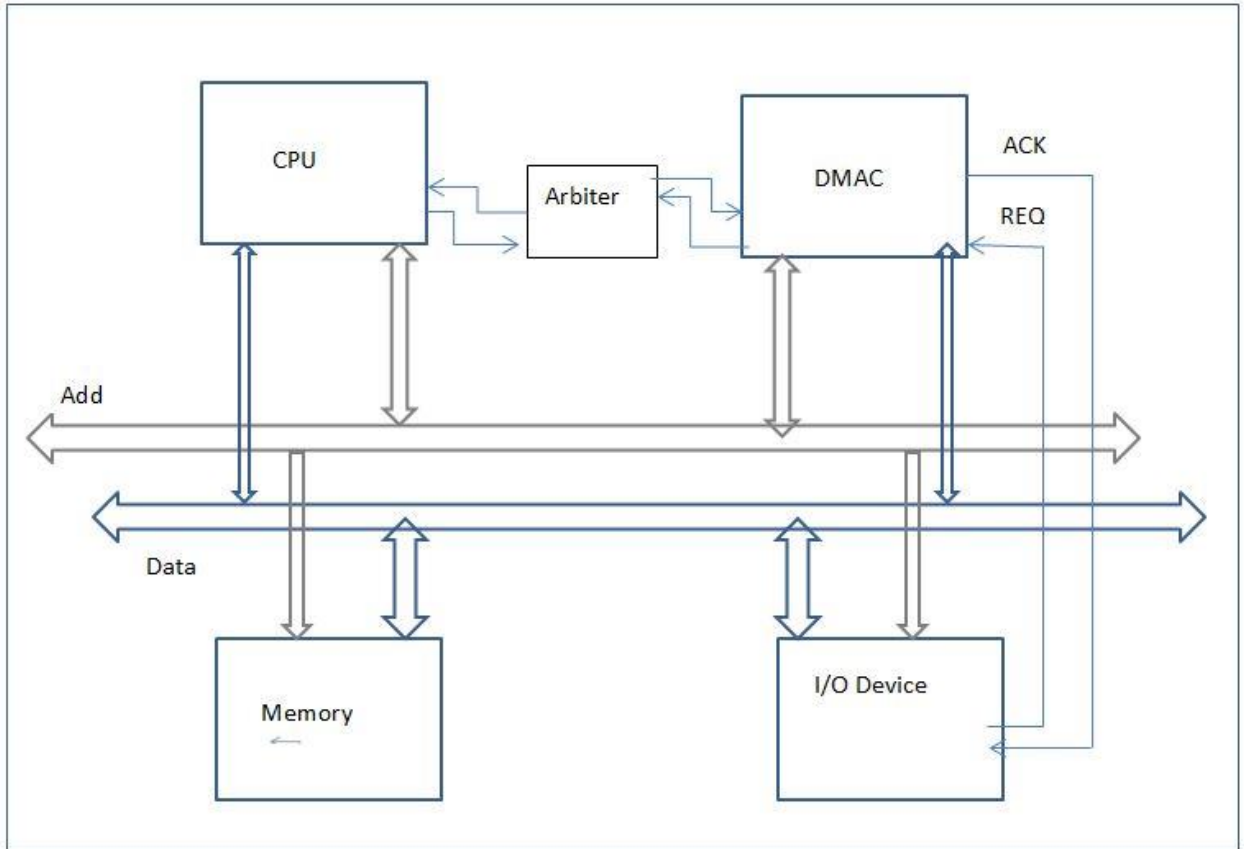 CPU
Arbiter
DMAC
ACK
REQ
Add
Data
Memory
I/O Device